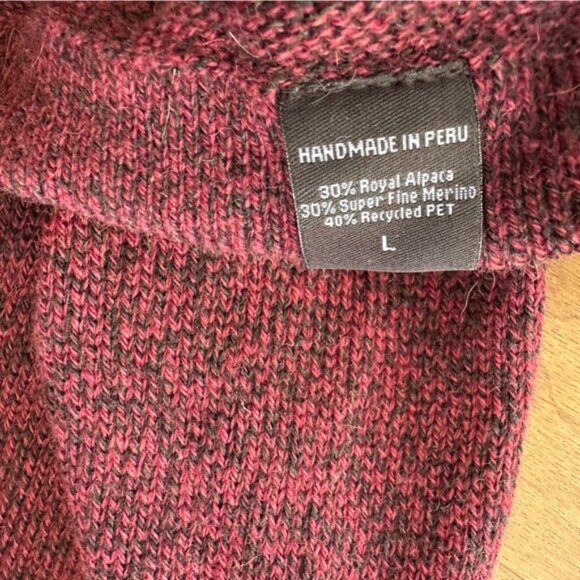 HANDMADE IN PERU
30% Royal Alpaca
30% Super Fine Merino
40% Recycled PET
L